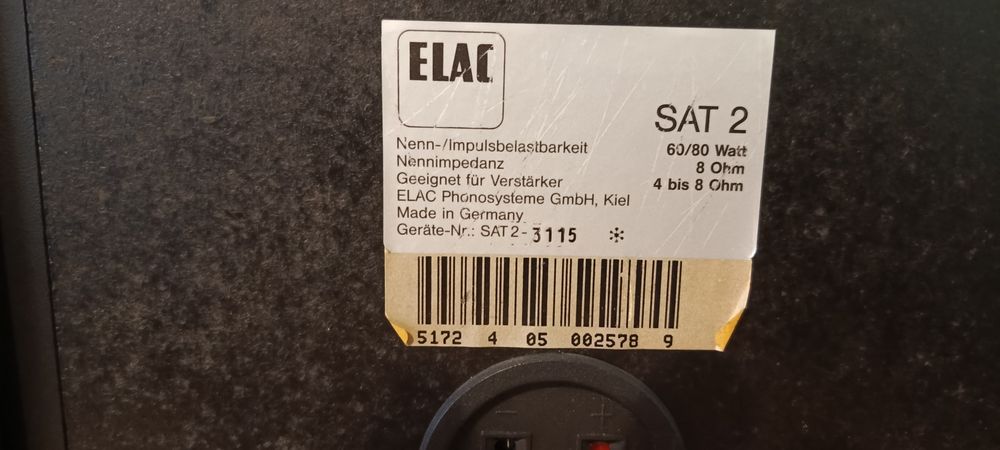 ELAC
SAT 2
Nenn-/Impulsbelastbarkeit 60/80 Watt
Nennimpedanz 8 Ohm
Geeignet für Verstärker 4 bis 8 Ohm
ELAC Phonosysteme GmbH, Kiel
Made in Germany
Geräte-Nr.: SAT 2- 3115 *
5172 4 05 002578 9
- +